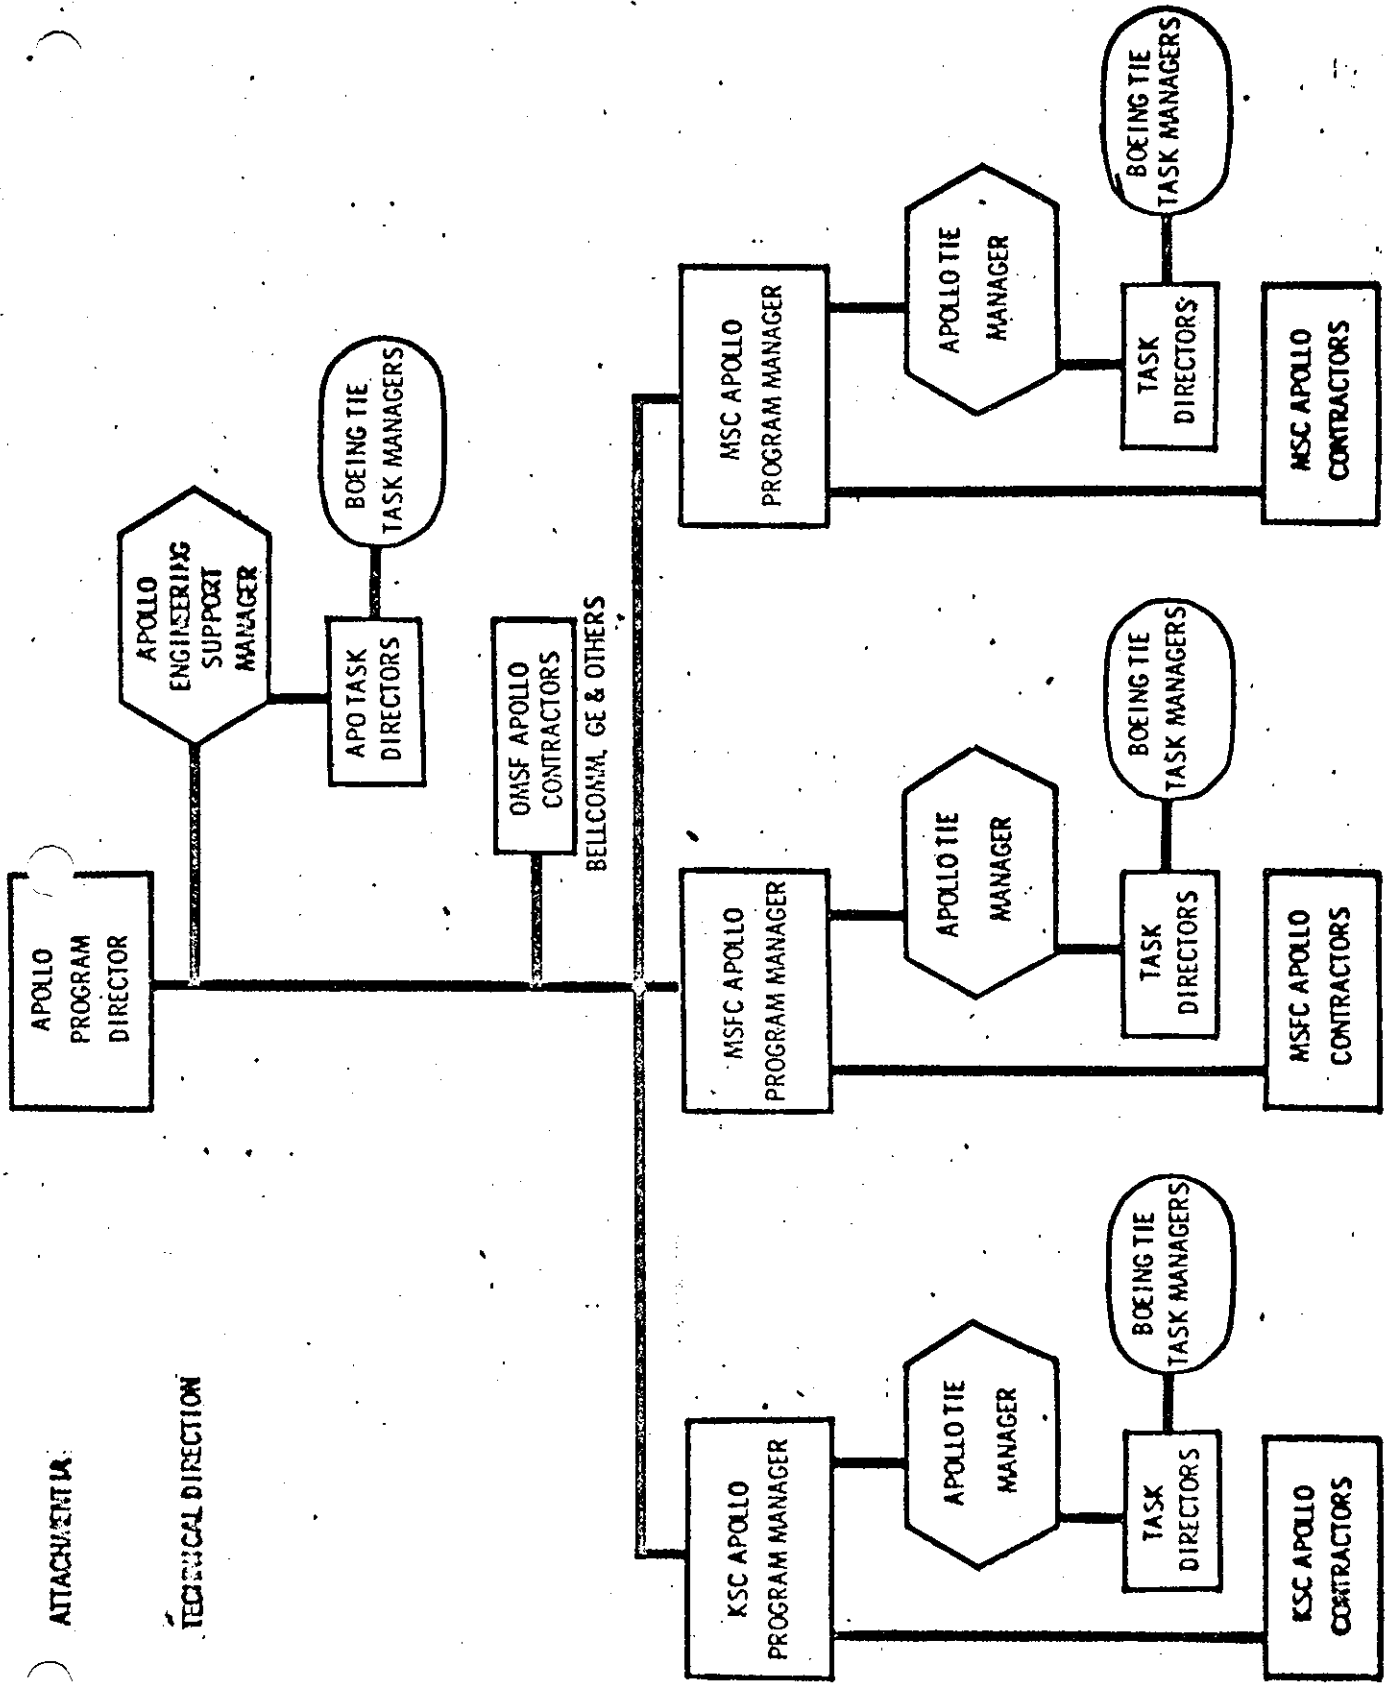 ATTACHMENT IA
TECHNICAL DIRECTION
APOLLO
PROGRAM
DIRECTOR
APOLLO
ENGINEERING
SUPPORT
MANAGER
APO TASK
DIRECTORS
BOEING TIE
TASK MANAGERS
OMSF APOLLO
CONTRACTORS
BELLCOMM, GE & OTHERS
KSC APOLLO
PROGRAM MANAGER
APOLLO TIE
MANAGER
TASK
DIRECTORS
BOEING TIE
TASK MANAGERS
KSC APOLLO
CONTRACTORS
MSFC APOLLO
PROGRAM MANAGER
APOLLO TIE
MANAGER
TASK
DIRECTORS
BOEING TIE
TASK MANAGERS
MSFC APOLLO
CONTRACTORS
MSC APOLLO
PROGRAM MANAGER
APOLLO TIE
MANAGER
TASK
DIRECTORS
BOEING TIE
TASK MANAGERS
MSC APOLLO
CONTRACTORS